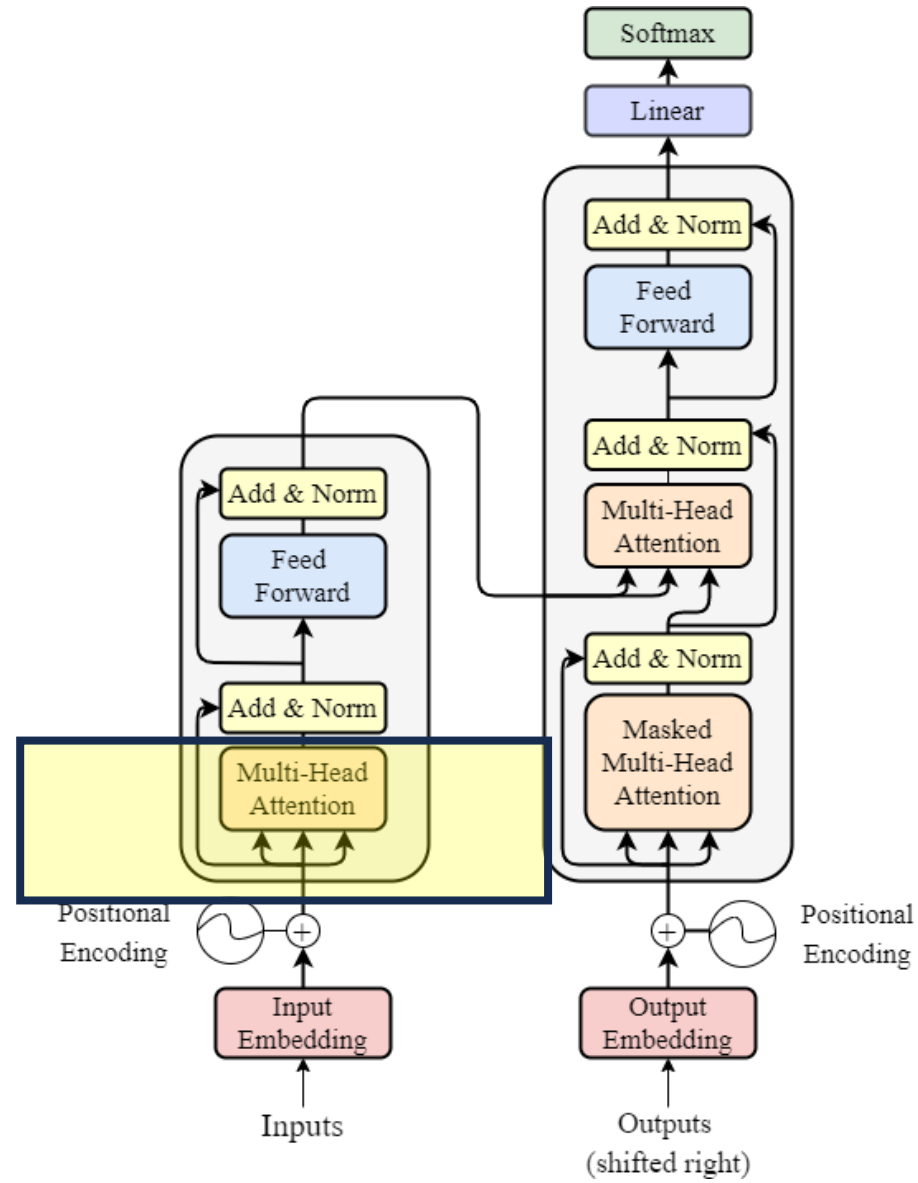 Softmax
Linear
Add & Norm
Feed
Forward
Add & Norm
Multi-Head
Attention
Add & Norm
Masked
Multi-Head
Attention
Add & Norm
Feed
Forward
Add & Norm
Multi-Head
Attention
Positional
Encoding
Input
Embedding
Inputs
Positional
Encoding
Output
Embedding
Outputs
(shifted right)